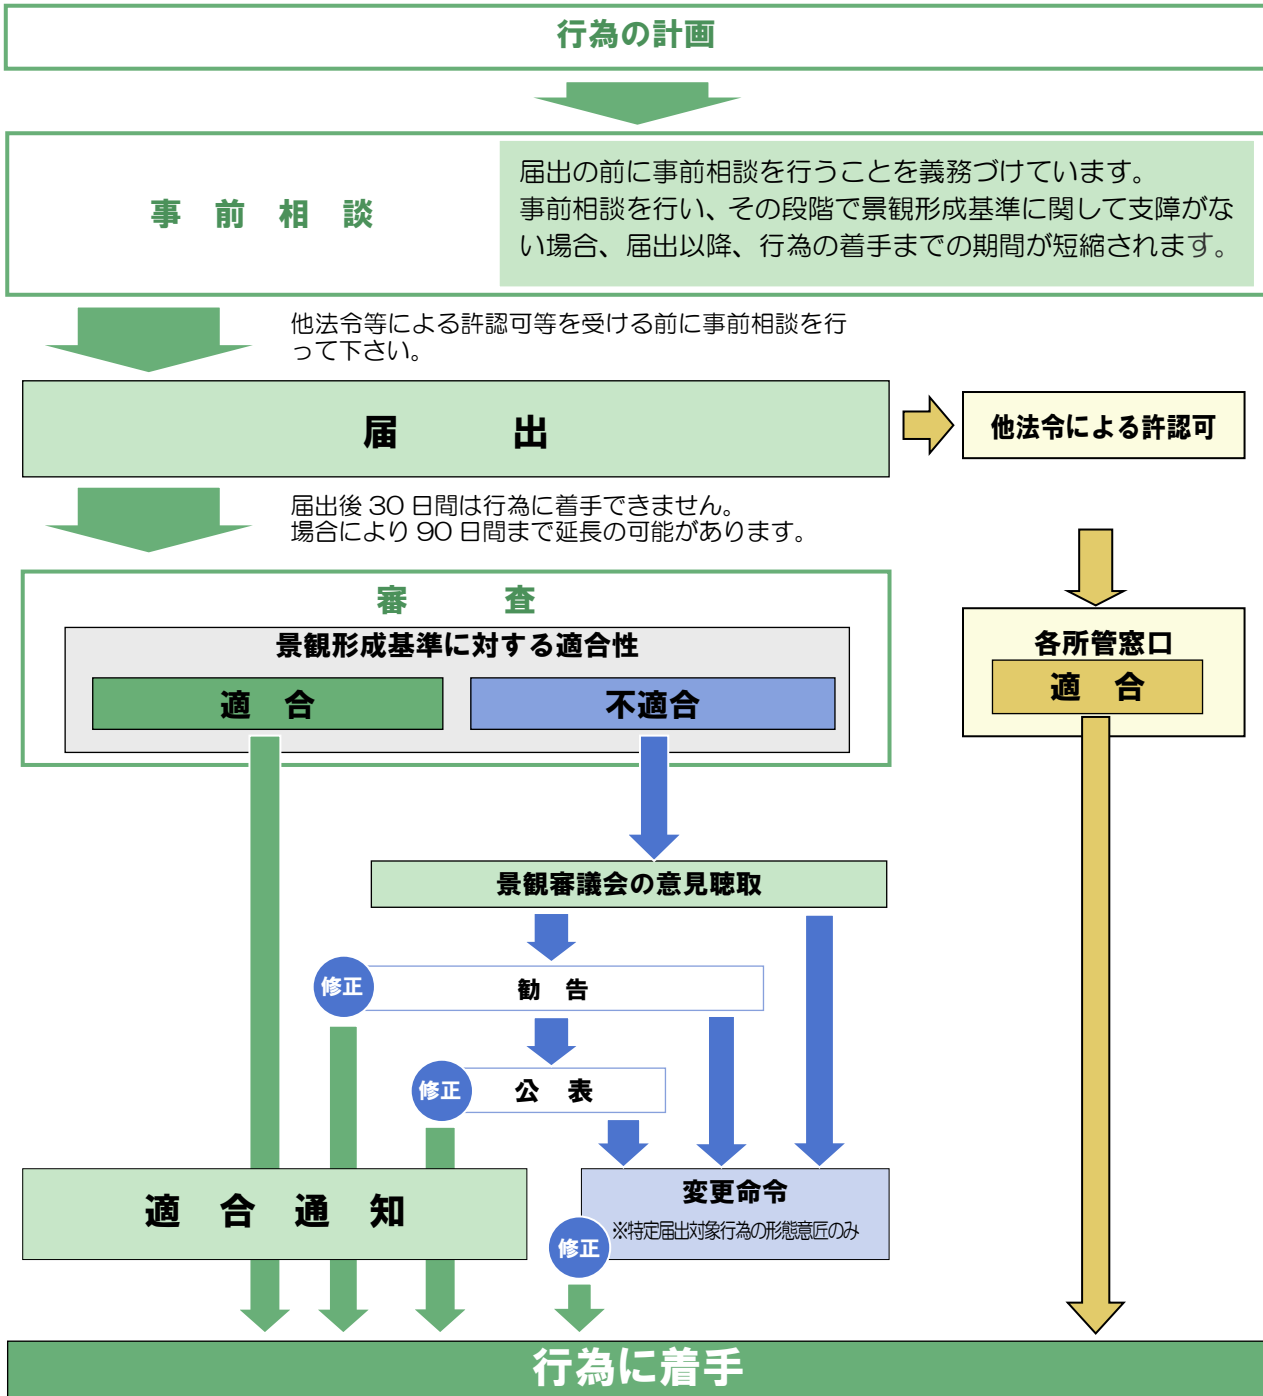 行為の計画
事前相談
届出の前に事前相談を行うことを義務づけています。
事前相談を行い、その段階で景観形成基準に関して支障がな
い場合、届出以降、行為の着手までの期間が短縮されます。
他法令等による許認可等を受ける前に事前相談を行
って下さい。
届出
他法令による許認可
届出後 30 日間は行為に着手できません。
場合により 90 日間まで延長の可能があります。
審査
景観形成基準に対する適合性
適合
不適合
各所管窓口
適合
景観審議会の意見聴取
修正
勧告
修正
公表
適合通知
変更命令
※特定届出対象行為の形態意匠のみ
修正
行為に着手